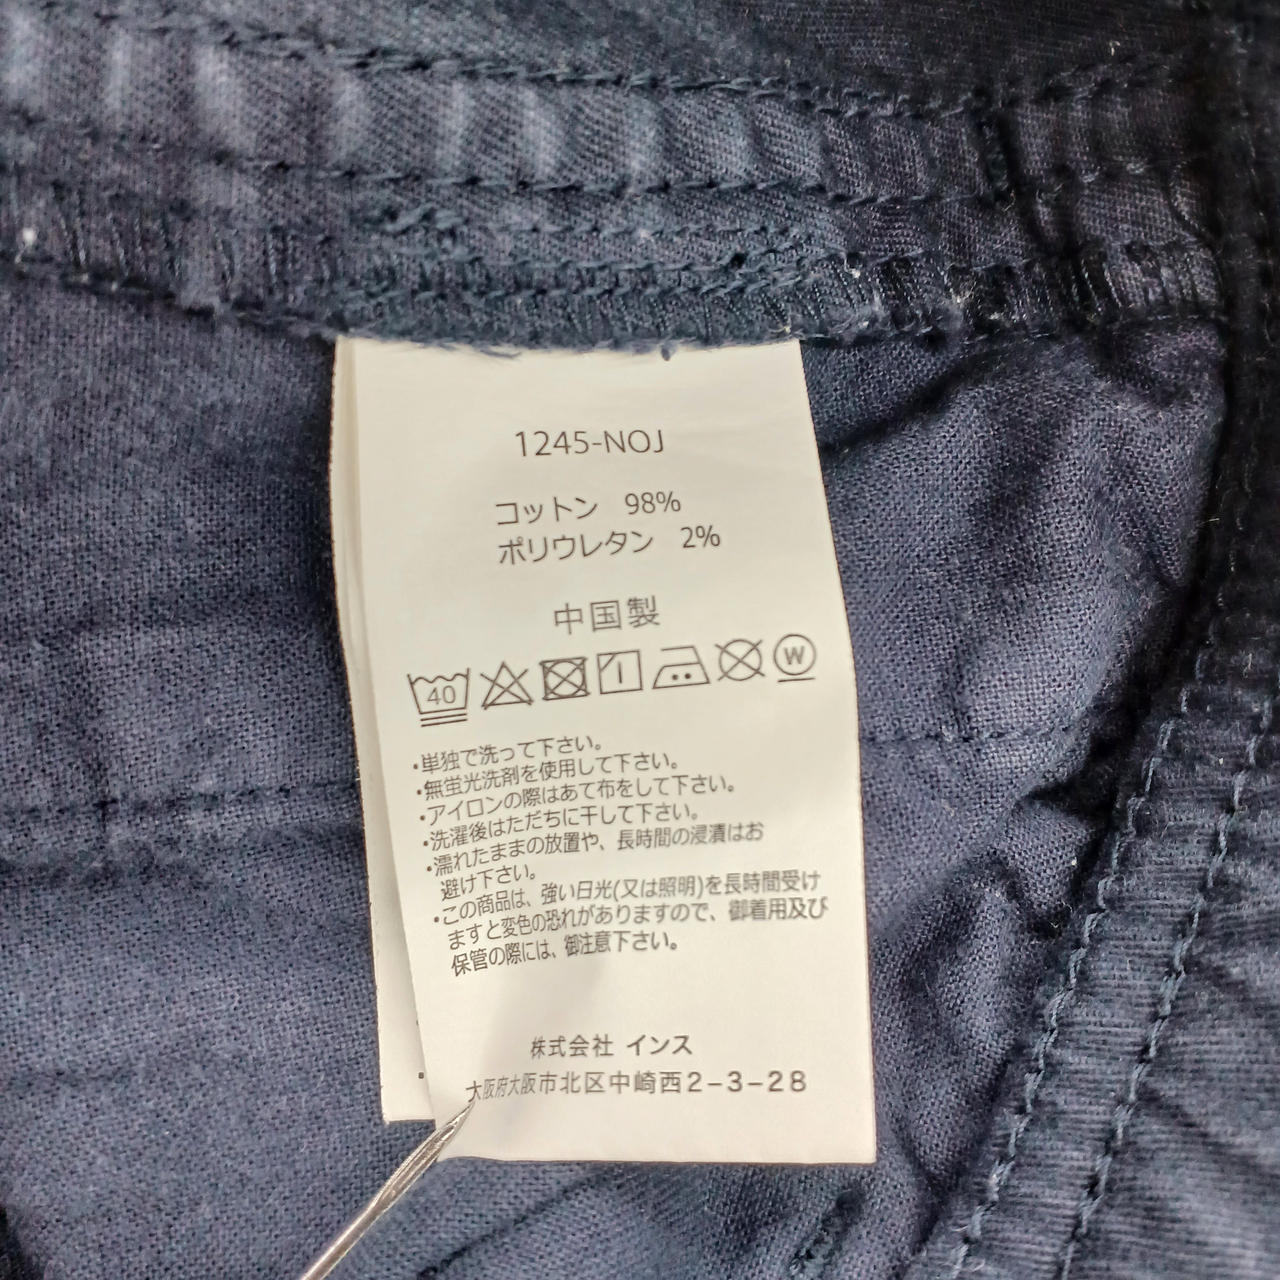 1245-NOJ
コットン 98%
ポリウレタン 2%
中国製
40 W
・単独で洗って下さい。
・無蛍光洗剤を使用して下さい。
・アイロンの際はあて布をして下さい。
・洗濯後はただちに干して下さい。
・濡れたままの放置や、長時間の浸漬はお
避け下さい。
・この商品は、強い日光(又は照明)を長時間受け
ますと変色の恐れがありますので、御着用及び
保管の際には、御注意下さい。
株式会社 インス
大阪府大阪市北区中崎西2-3-28